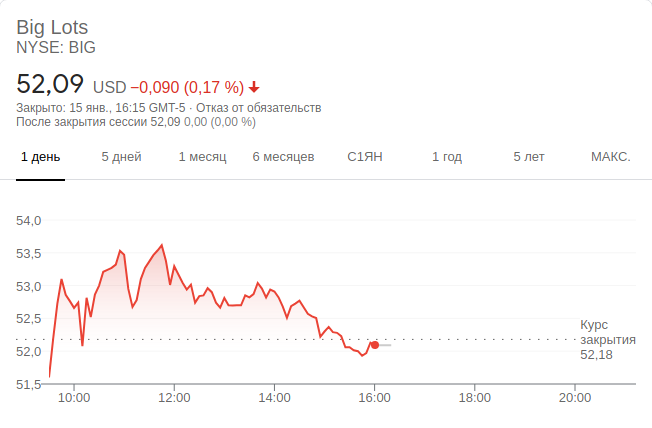 Big Lots
NYSE: BIG
52,09 USD −0,090 (0,17 %)
Закрыто: 15 янв., 16:15 GMT-5 · Отказ от обязательств
После закрытия сессии 52,09 0,00 (0,00 %)
1 день 5 дней 1 месяц 6 месяцев С1ЯН 1 год 5 лет МАКС.
54,0
53,5
53,0
52,5
52,0
51,5
Курс
закрытия
52,18
10:00 12:00 14:00 16:00 18:00 20:00